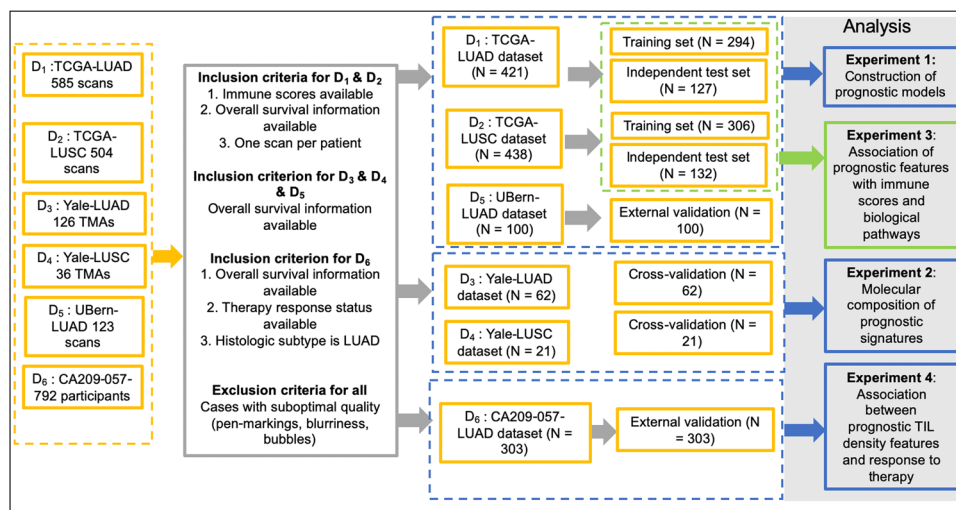 D1 : TCGA-LUAD
585 scans
D2 : TCGA-
LUSC 504
scans
D3 : Yale-LUAD
126 TMAs
D4 : Yale-LUSC
36 TMAs
D5 : UBern-
LUAD 123
scans
D6 : CA209-057-
792 participants
Inclusion criteria for D1 & D2
1. Immune scores available
2. Overall survival information
available
3. One scan per patient
Inclusion criterion for D3 & D4
& D5
Overall survival information
available
Inclusion criterion for D6
1. Overall survival information
available
2. Therapy response status
available
3. Histologic subtype is LUAD
Exclusion criteria for all
Cases with suboptimal quality
(pen-markings, blurriness,
bubbles)
D1 : TCGA-
LUAD dataset
(N = 421)
Training set (N = 294)
Independent test set
(N = 127)
D2 : TCGA-
LUSC dataset
(N = 438)
Training set (N = 306)
Independent test set
(N = 132)
D5 : UBern-
LUAD dataset
(N = 100)
External validation (N =
100)
D3 : Yale-LUAD
dataset (N = 62)
Cross-validation (N =
62)
D4 : Yale-LUSC
dataset (N = 21)
Cross-validation (N =
21)
D6 : CA209-057-
LUAD dataset (N =
303)
External validation (N
= 303)
Analysis
Experiment 1:
Construction of
prognostic models
Experiment 3:
Association of
prognostic features
with immune
scores and
biological
pathways
Experiment 2:
Molecular
composition of
prognostic
signatures
Experiment 4:
Association
between
prognostic TIL
density features
and response to
therapy